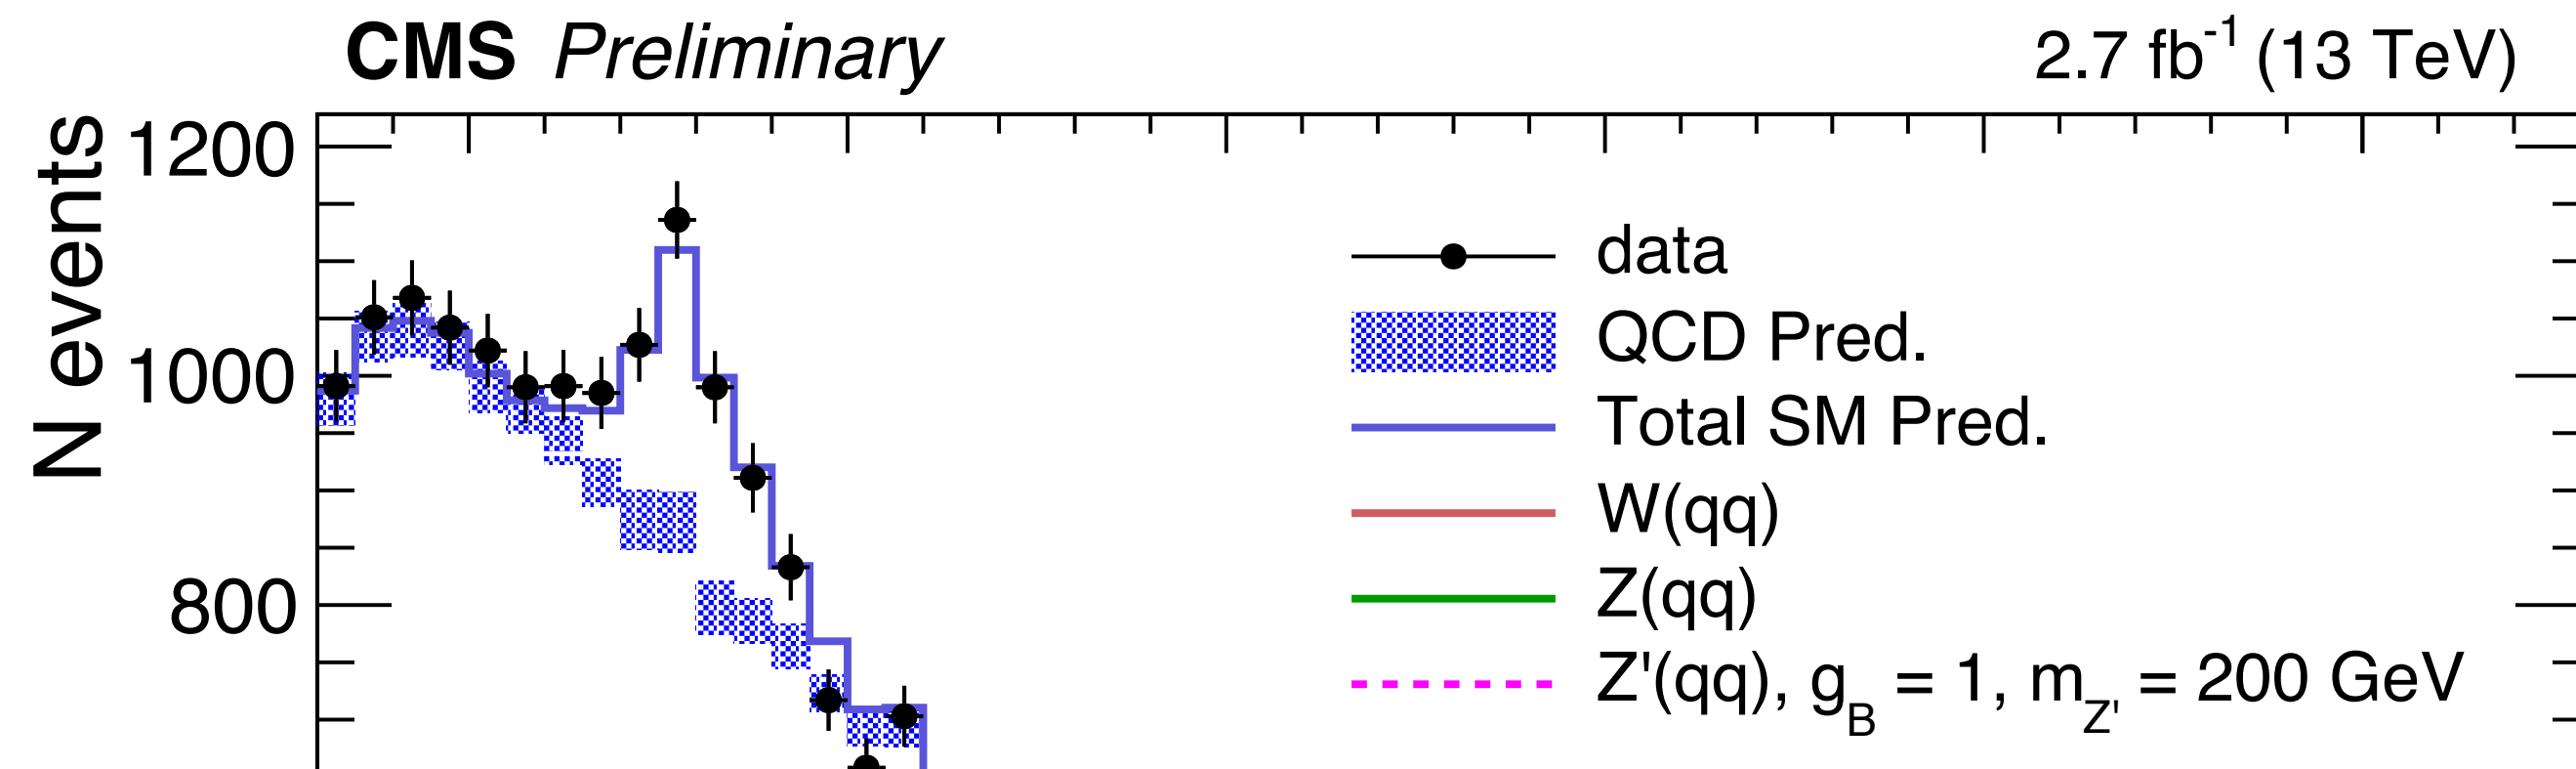 CMS Preliminary
2.7 fb-1 (13 TeV)
N events
1200
1000
800
data
QCD Pred.
Total SM Pred.
W(qq)
Z(qq)
Z'(qq), gB = 1, mZ' = 200 GeV